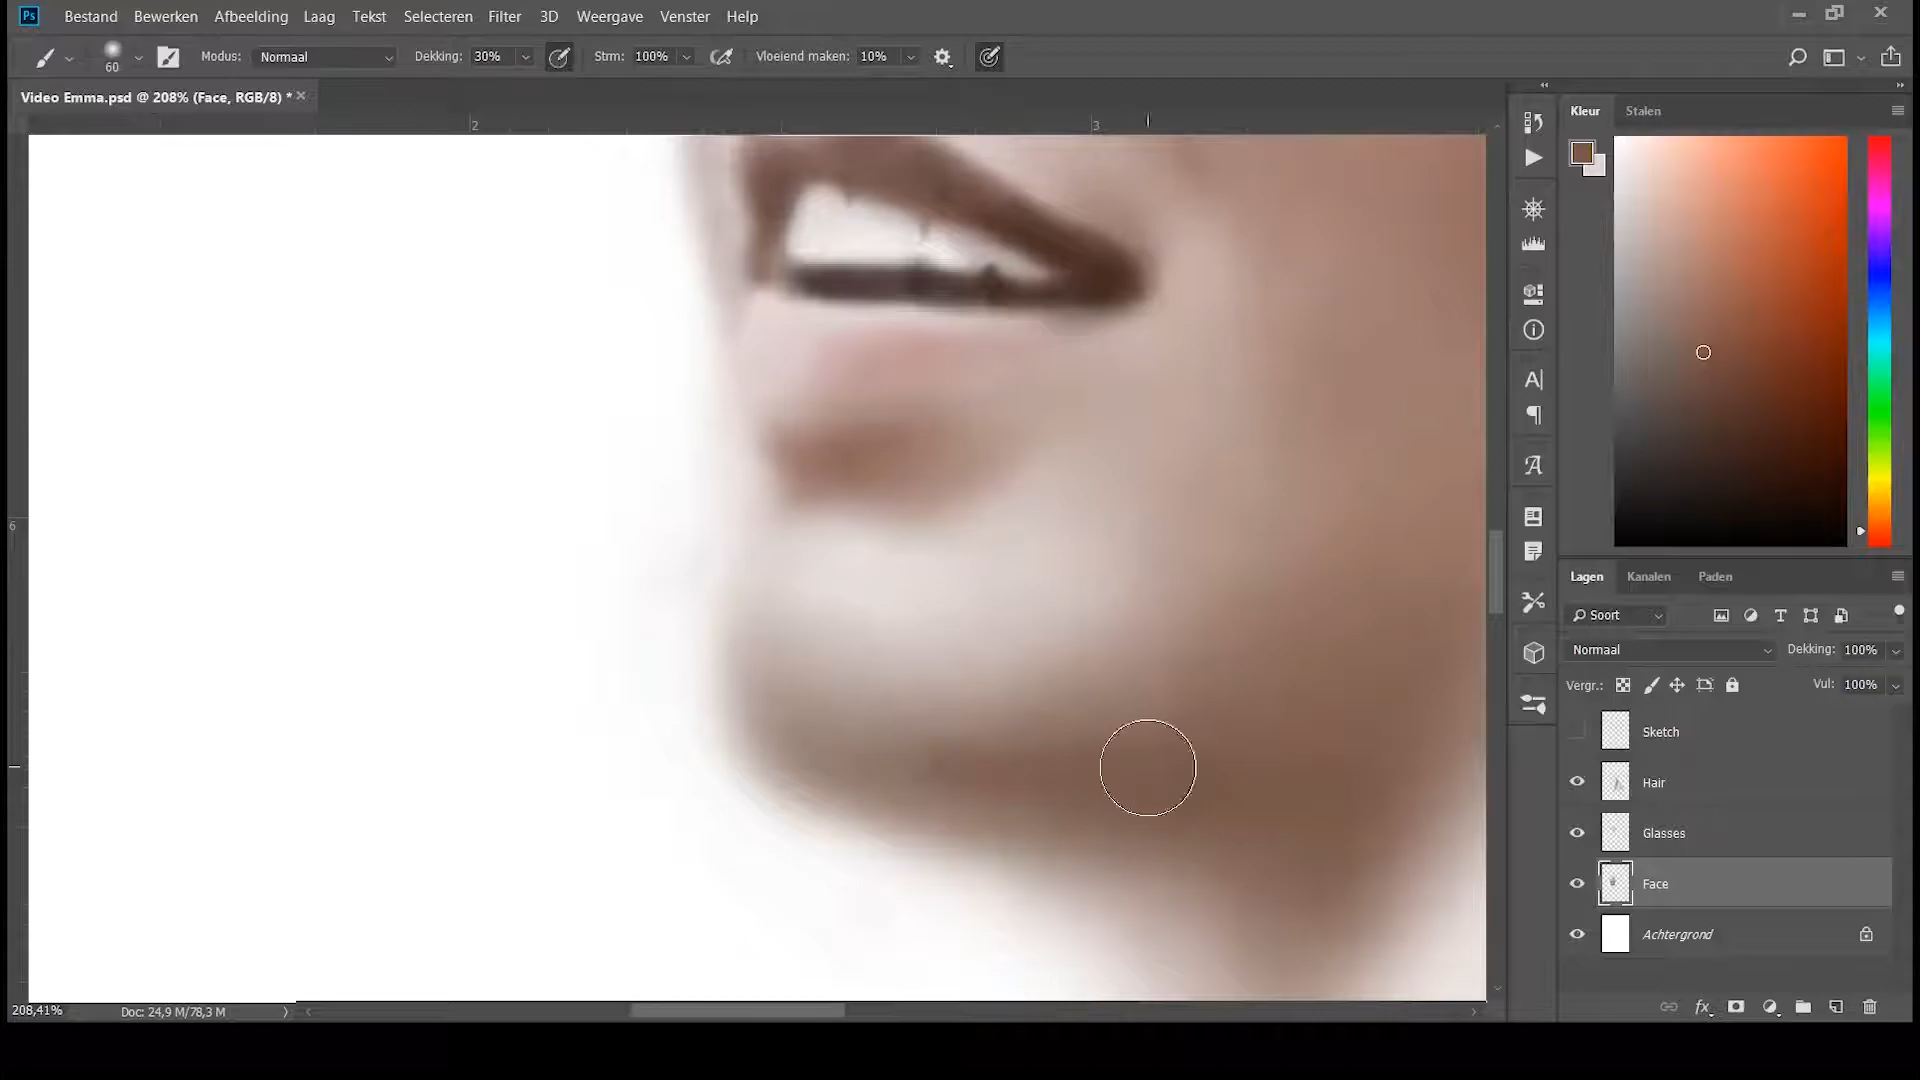 Ps Bestand Bewerken Afbeelding Laag Tekst Selecteren Filter 3D Weergave Venster Help
60 Modus: Normaal Dekking: 30% Strm: 100% Vloeiend maken: 10%
Video Emma.psd @ 208% (Face, RGB/8) *
2 3
6
Kleur Stalen
Lagen Kanalen Paden
Soort
Normaal Dekking: 100%
Vergr.: Vul: 100%
Sketch
Hair
Glasses
Face
Achtergrond
208,41% Doc: 24,9 M/78,3 M